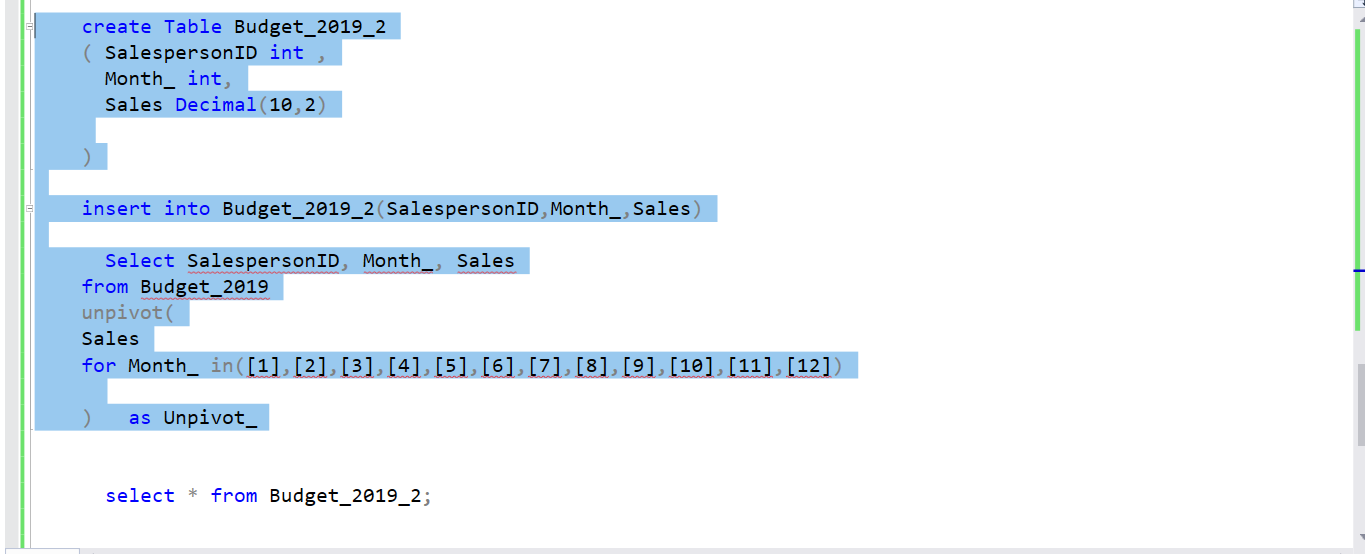 create Table Budget_2019_2
( SalespersonID int ,
Month_ int,
Sales Decimal(10,2)
)
insert into Budget_2019_2(SalespersonID,Month_,Sales)
Select SalespersonID, Month_, Sales
from Budget_2019
unpivot(
Sales
for Month_ in([1],[2],[3],[4],[5],[6],[7],[8],[9],[10],[11],[12])
)   as Unpivot_
select * from Budget_2019_2;